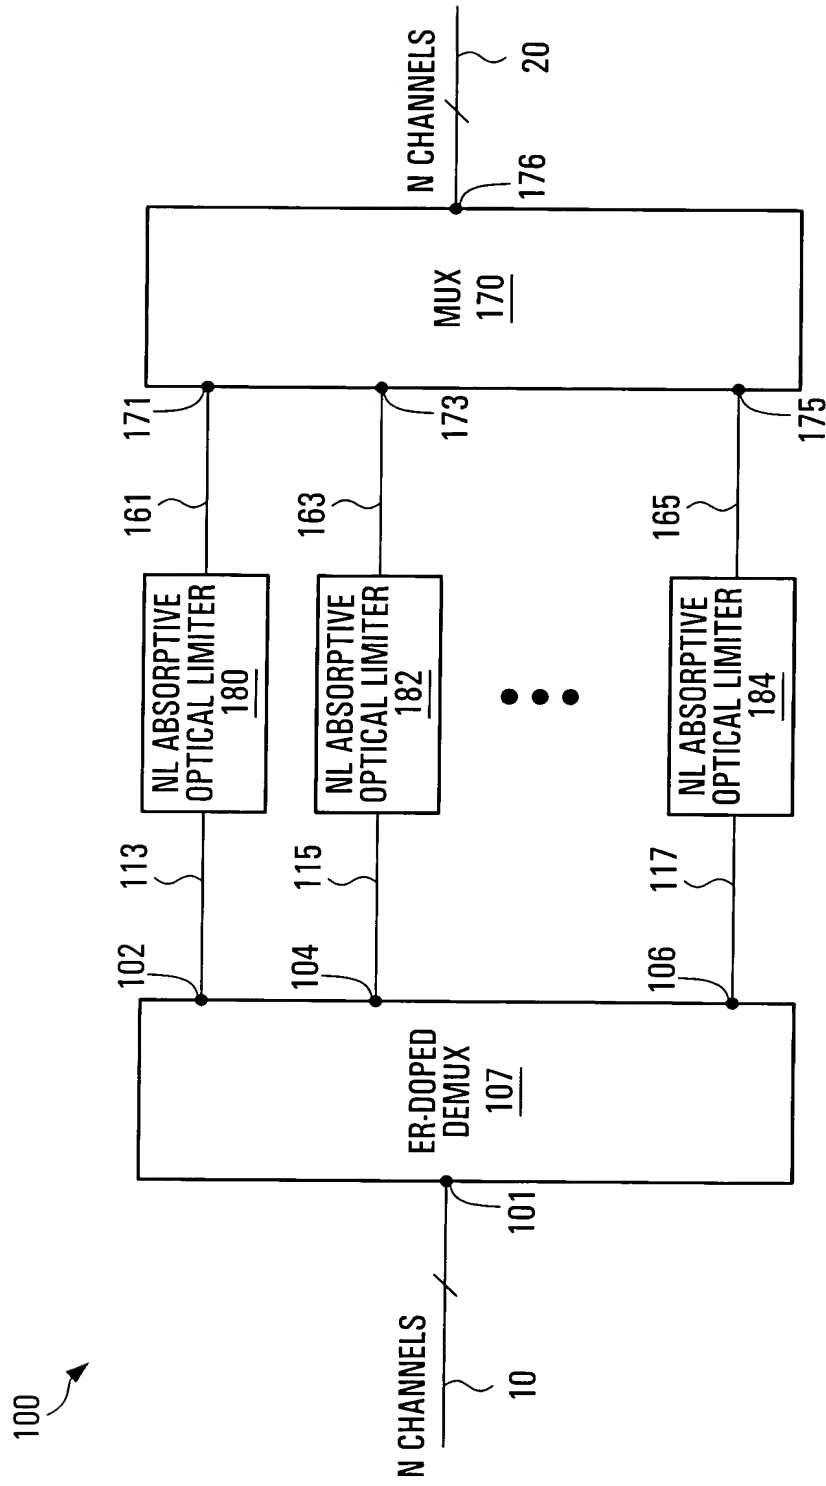 100
N CHANNELS
10
101
ER-DOPED
DEMUX
107
102
104
106
113
115
117
NL ABSORPTIVE
OPTICAL LIMITER
180
NL ABSORPTIVE
OPTICAL LIMITER
182
NL ABSORPTIVE
OPTICAL LIMITER
184
161
163
165
171
173
175
MUX
170
176
N CHANNELS
20